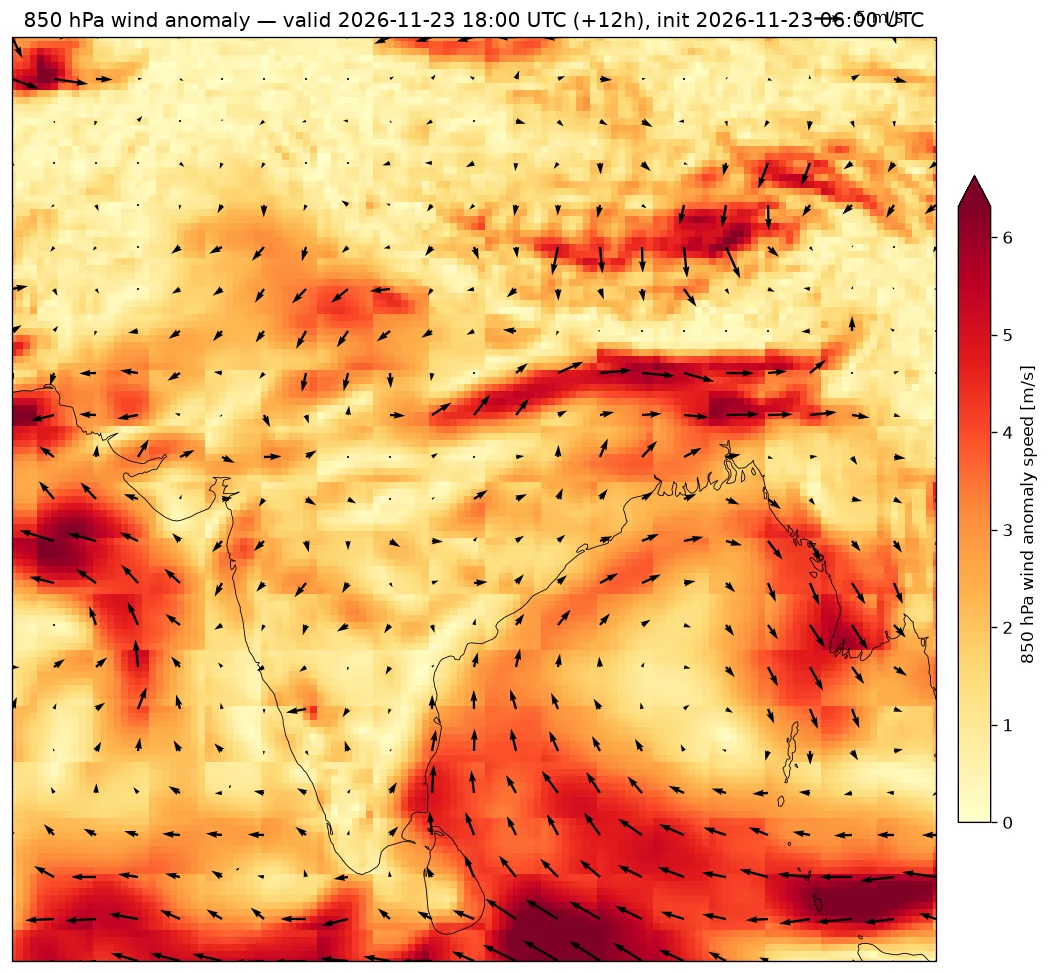 850 hPa wind anomaly — valid 2026-11-23 18:00 UTC (+12h), init 2026-11-23 06:00 UTC
5 m/s
6
5
4
3
2
1
0
850 hPa wind anomaly speed [m/s]